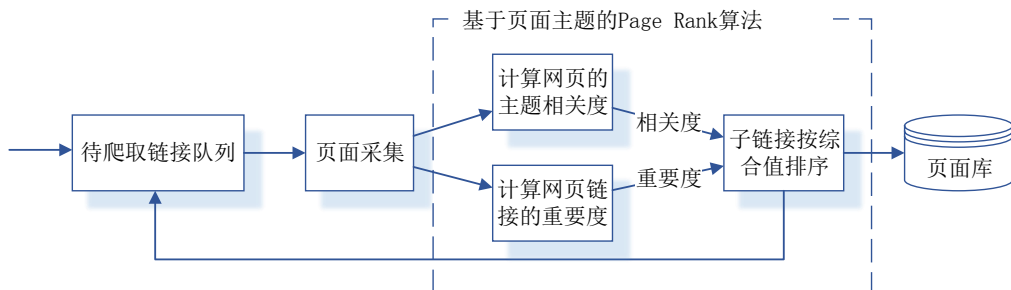 基于页面主题的Page Rank算法
待爬取链接队列
页面采集
计算网页的
主题相关度
计算网页链
接的重要度
相关度
重要度
子链接按综
合值排序
页面库